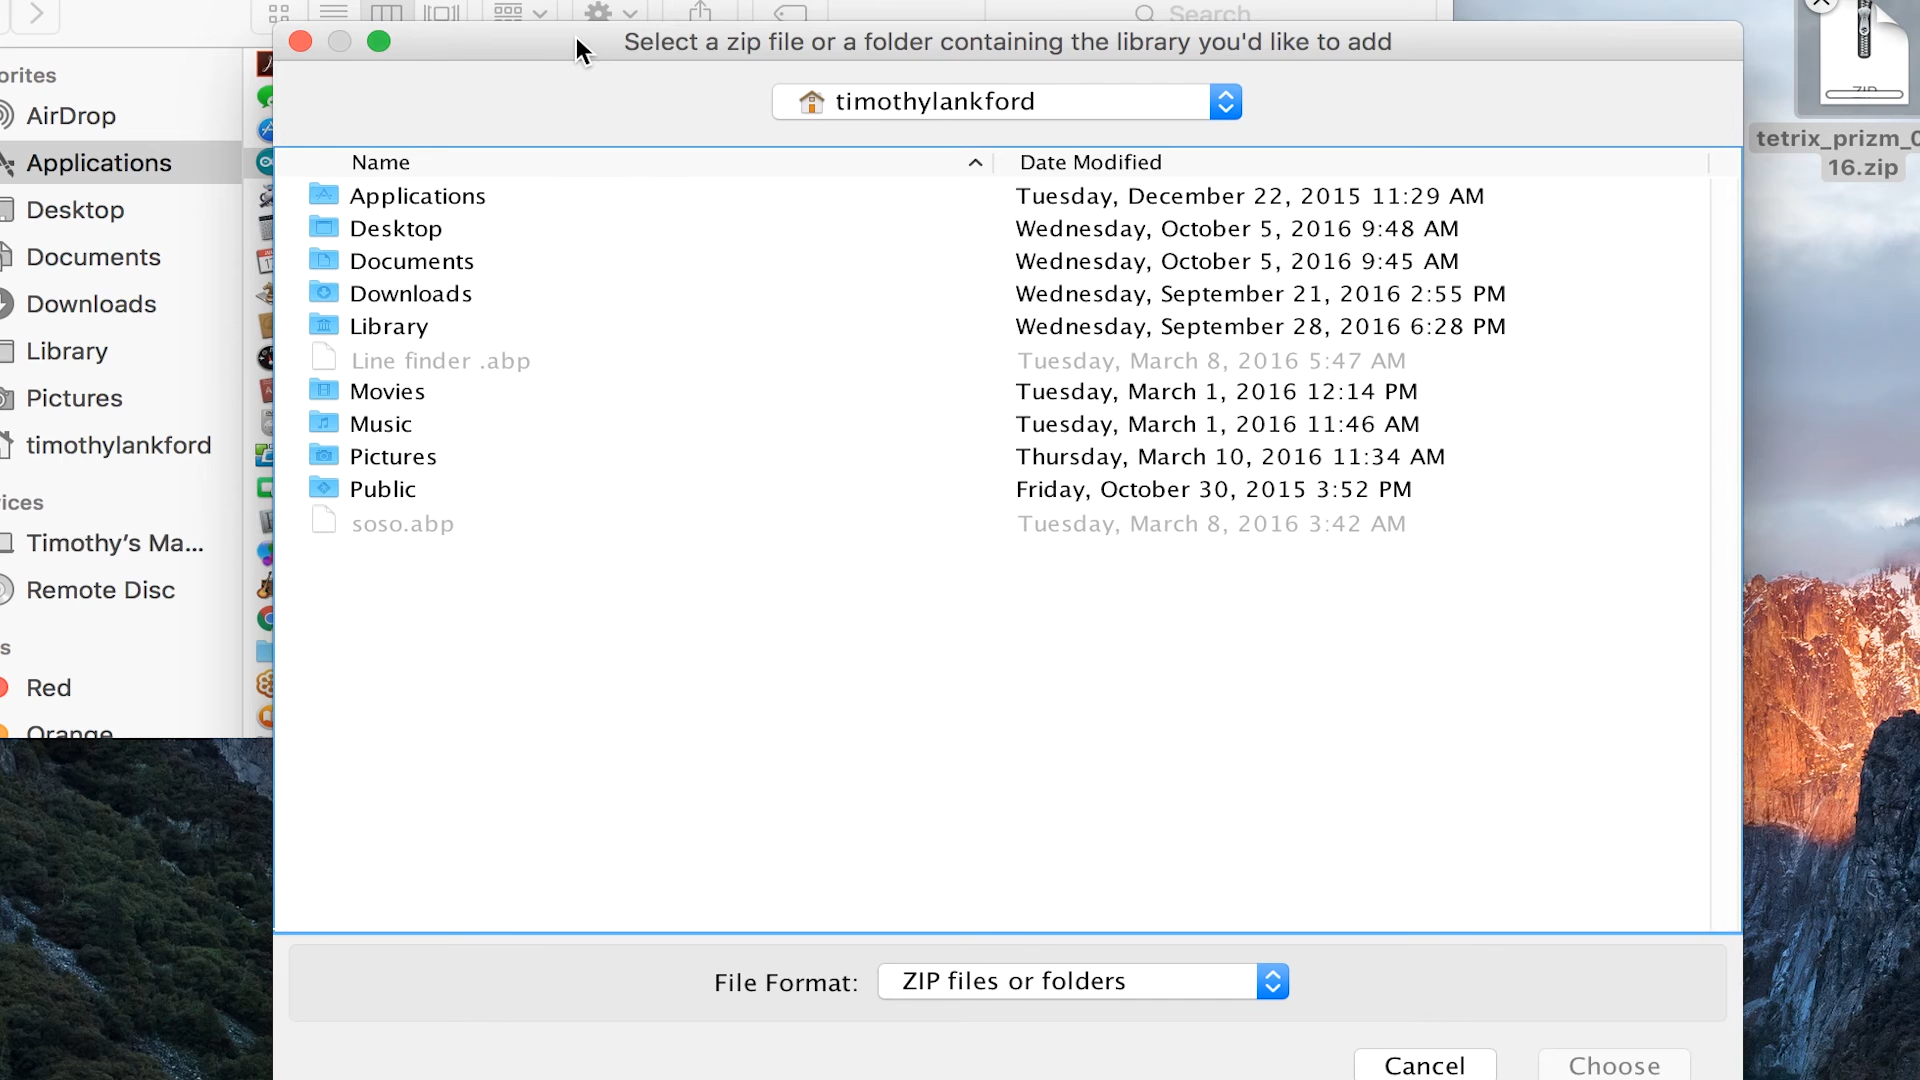 Search
Select a zip file or a folder containing the library you'd like to add
timothylankford
Name
Date Modified
Applications
Tuesday, December 22, 2015 11:29 AM
Desktop
Wednesday, October 5, 2016 9:48 AM
Documents
Wednesday, October 5, 2016 9:45 AM
Downloads
Wednesday, September 21, 2016 2:55 PM
Library
Wednesday, September 28, 2016 6:28 PM
Line finder .abp
Tuesday, March 8, 2016 5:47 AM
Movies
Tuesday, March 1, 2016 12:14 PM
Music
Tuesday, March 1, 2016 11:46 AM
Pictures
Thursday, March 10, 2016 11:34 AM
Public
Friday, October 30, 2015 3:52 PM
soso.abp
Tuesday, March 8, 2016 3:42 AM
File Format:
ZIP files or folders
Cancel
Choose
orites
AirDrop
Applications
Desktop
Documents
Downloads
Library
Pictures
timothylankford
ices
Timothy's Ma...
Remote Disc
s
Red
Orange
ZIP
tetrix_prizm_0
16.zip